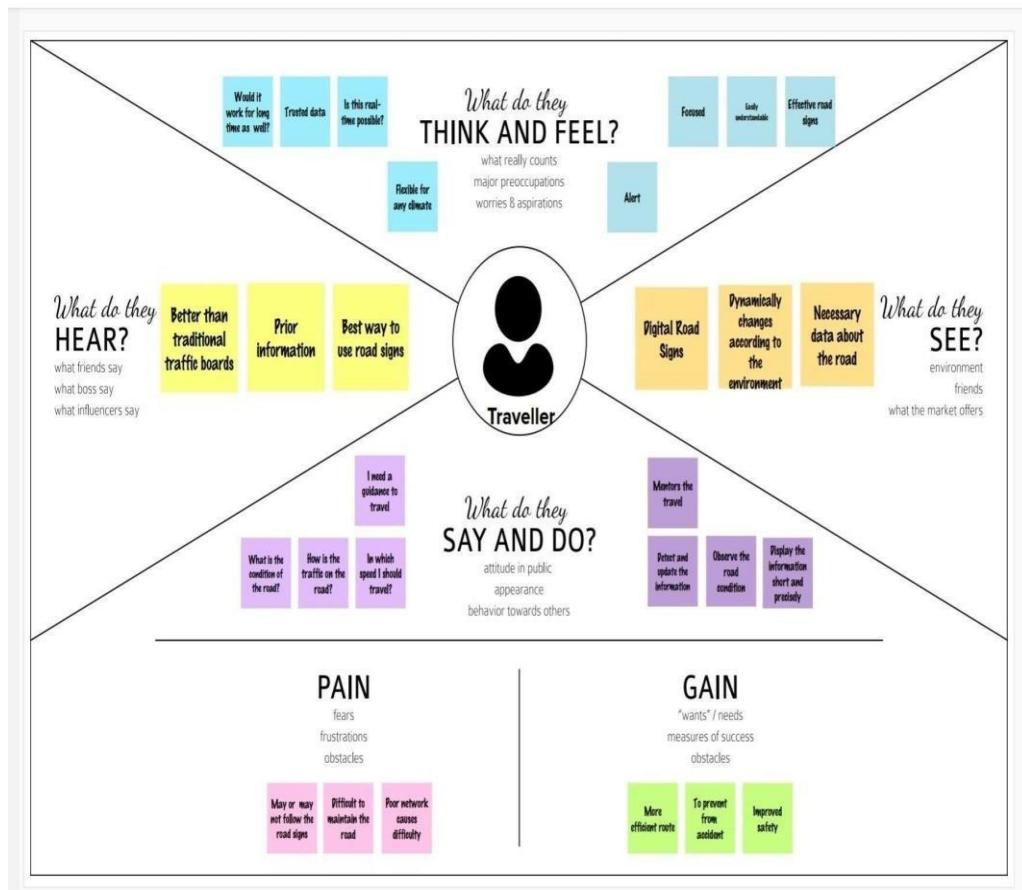 What do they
THINK AND FEEL?
what really counts
major preoccupations
worries & aspirations
Would it
work for long
time as well?
Trusted data
Is this real-
time possible?
Flexible for
any climate
Focused
Easily
understandable
Effective road
signs
Alert
What do they
HEAR?
what friends say
what boss say
what influencers say
Better than
traditional
traffic boards
Prior
information
Best way to
use road signs
Traveller
Digital Road
Signs
Dynamically
changes
according to
the
environment
Necessary
data about
the road
What do they
SEE?
environment
friends
what the market offers
What do they
SAY AND DO?
attitude in public
appearance
behavior towards others
I need a
guidance to
travel
What is the
condition of
the road?
How is the
traffic on the
road?
In which
speed I should
travel?
Mentors the
travel
Detect and
update the
information
Observe the
road
condition
Display the
information
short and
precisely
PAIN
fears
frustrations
obstacles
May or may
not follow the
road signs
Difficult to
maintain the
road
Poor network
causes
difficulty
GAIN
"wants" / needs
measures of success
obstacles
More
efficient route
To prevent
from
accident
Improved
safety